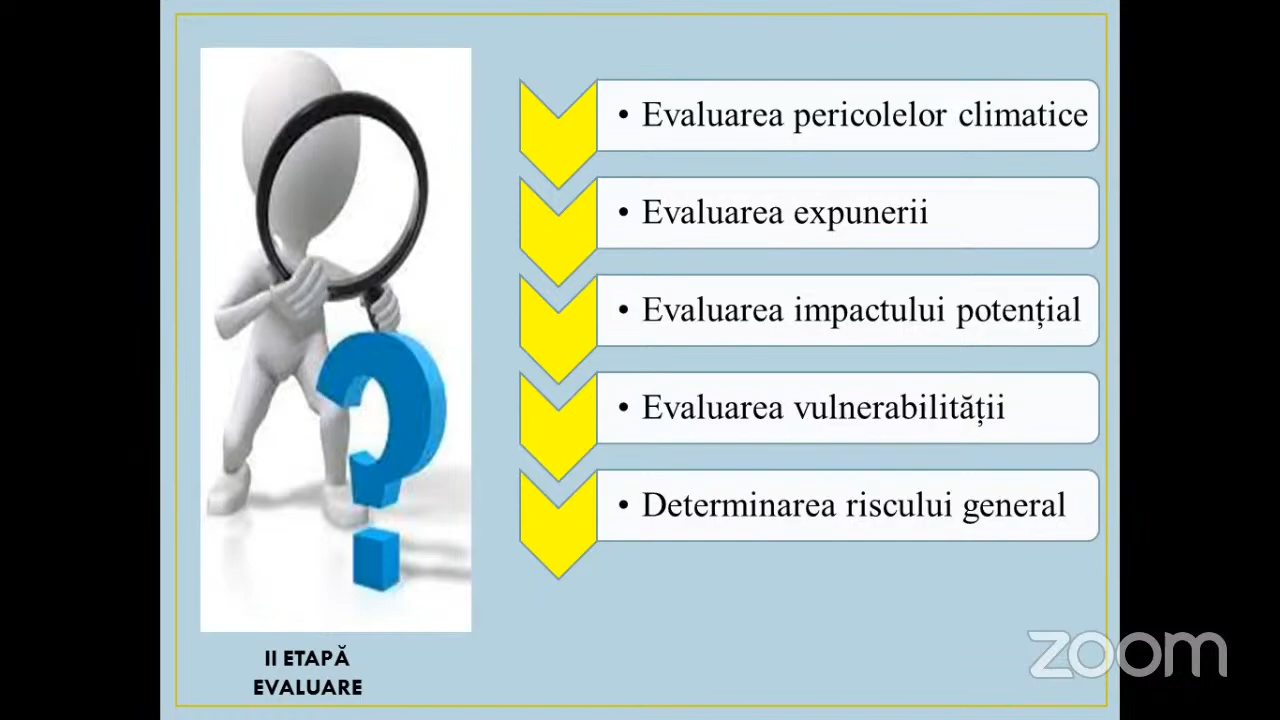 • Evaluarea pericolelor climatice
• Evaluarea expunerii
• Evaluarea impactului potențial
• Evaluarea vulnerabilității
• Determinarea riscului general
II ETAPĂ
EVALUARE
zoom